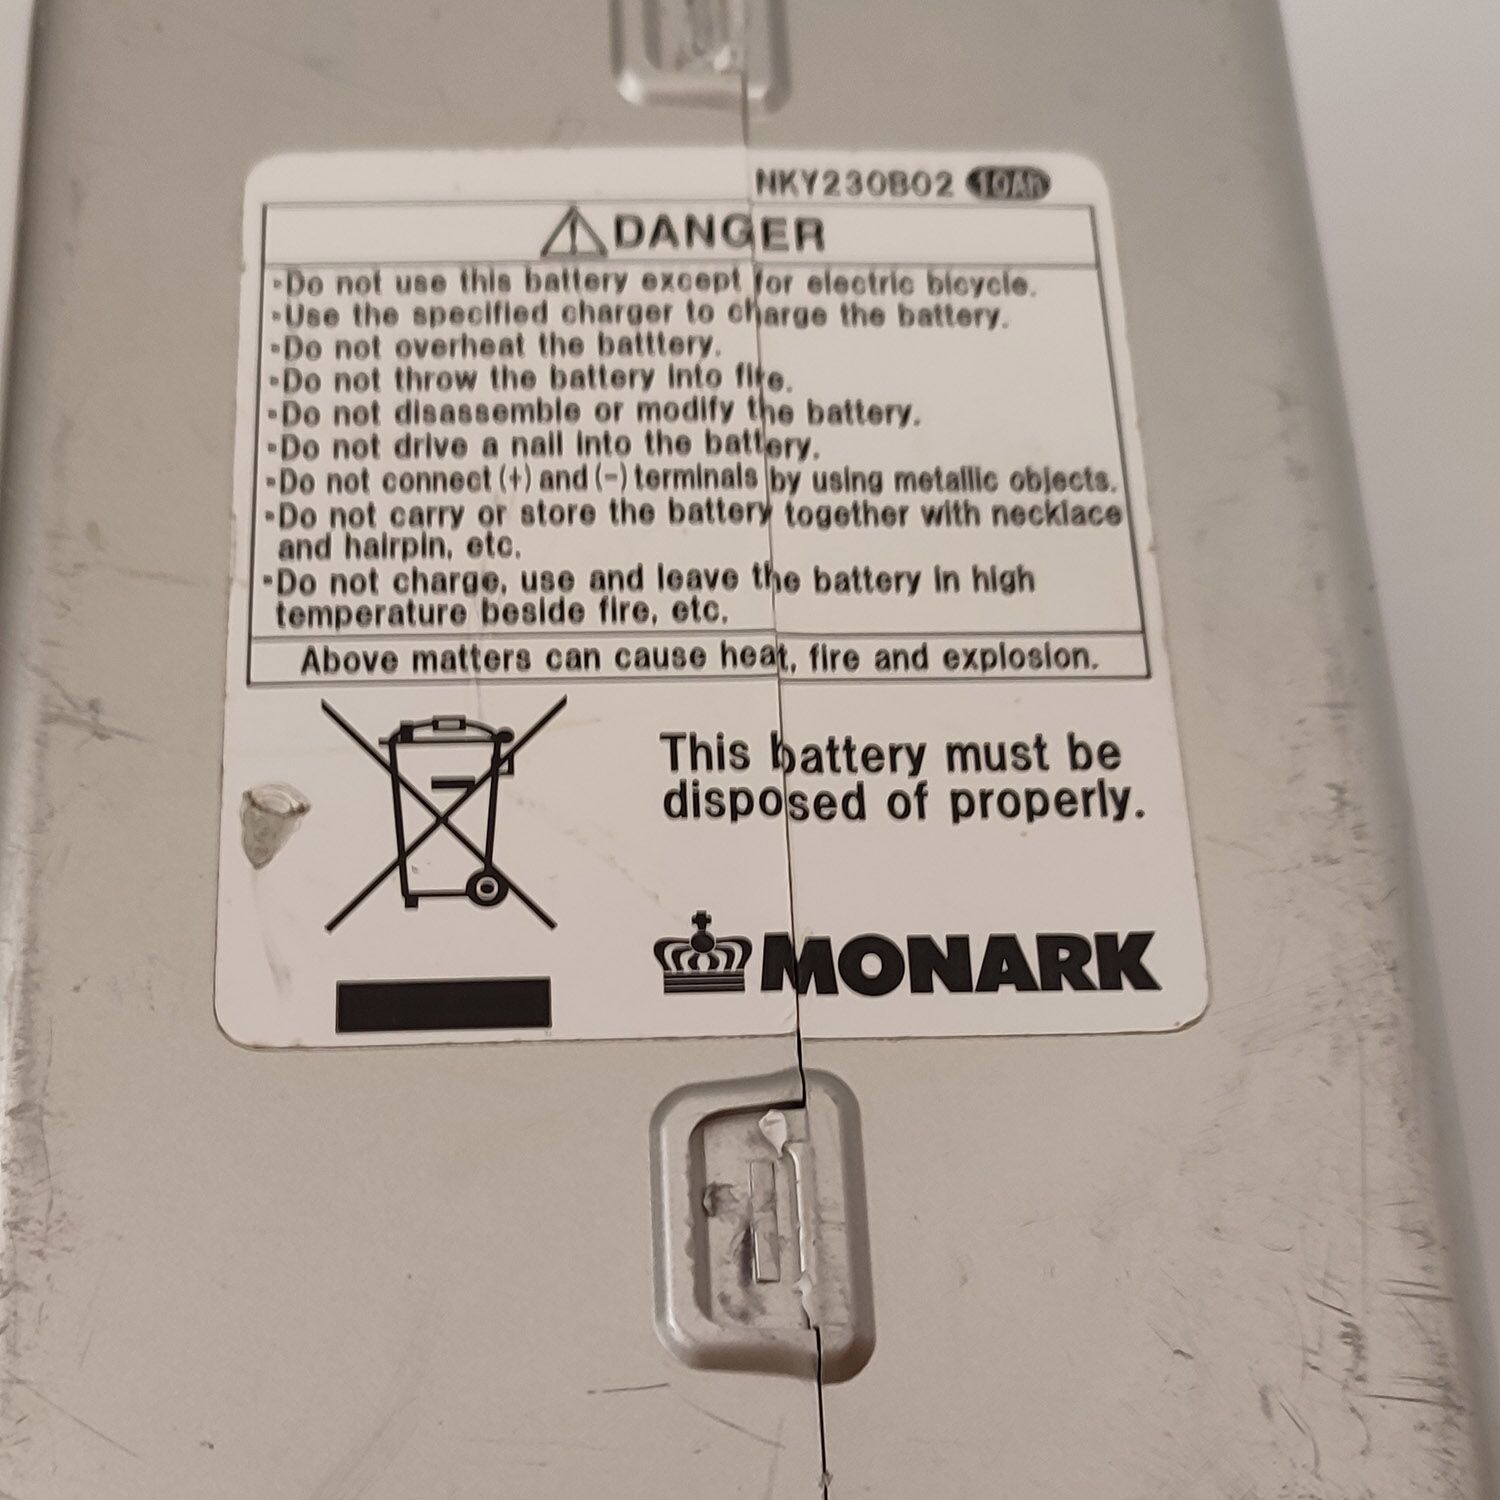 NKY230B02 10Ah
DANGER
•Do not use this battery except for electric bicycle.
•Use the specified charger to charge the battery.
•Do not overheat the batttery.
•Do not throw the battery into fire.
•Do not disassemble or modify the battery.
•Do not drive a nail into the battery.
•Do not connect (+) and (−) terminals by using metallic objects.
•Do not carry or store the battery together with necklace
and hairpin, etc.
•Do not charge, use and leave the battery in high
temperature beside fire, etc.
Above matters can cause heat, fire and explosion.
This battery must be
disposed of properly.
MONARK